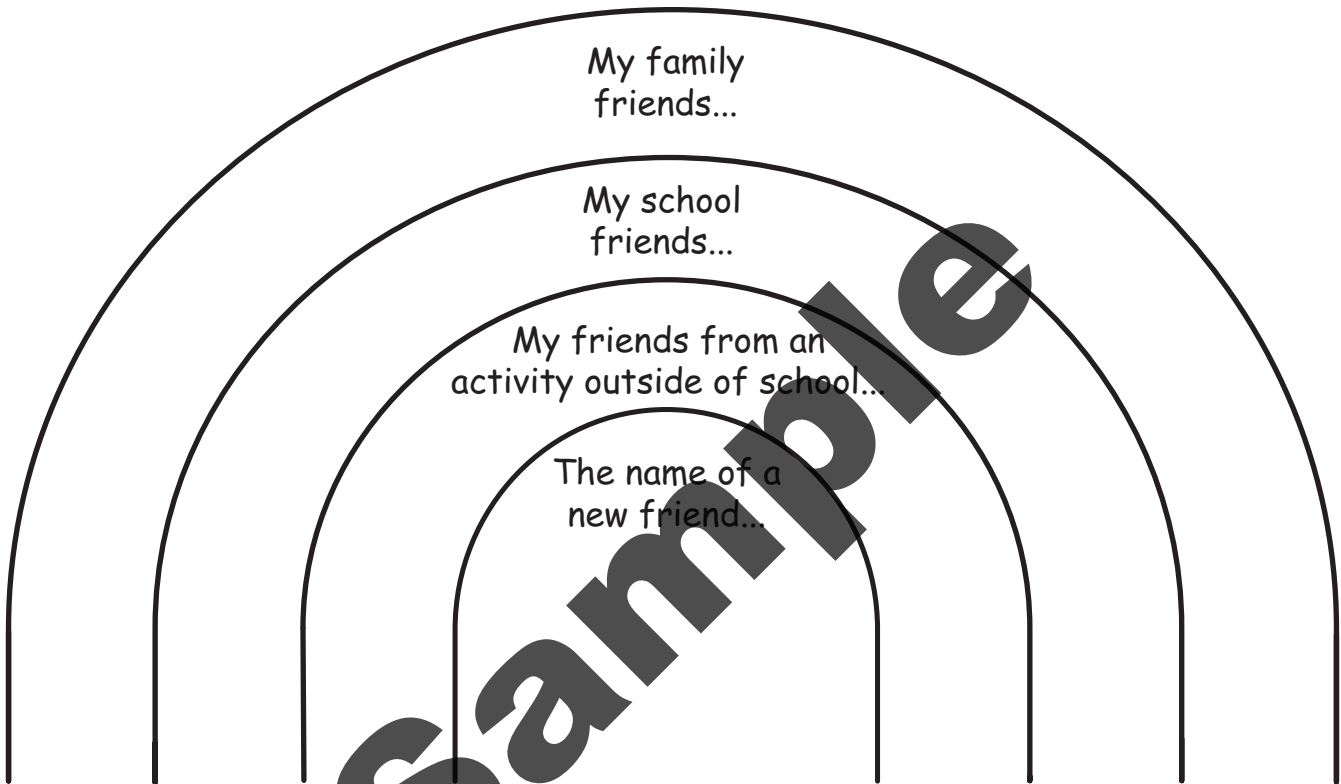 My family
friends...
My school
friends...
My friends from an
activity outside of school...
The name of a
new friend...
Sample